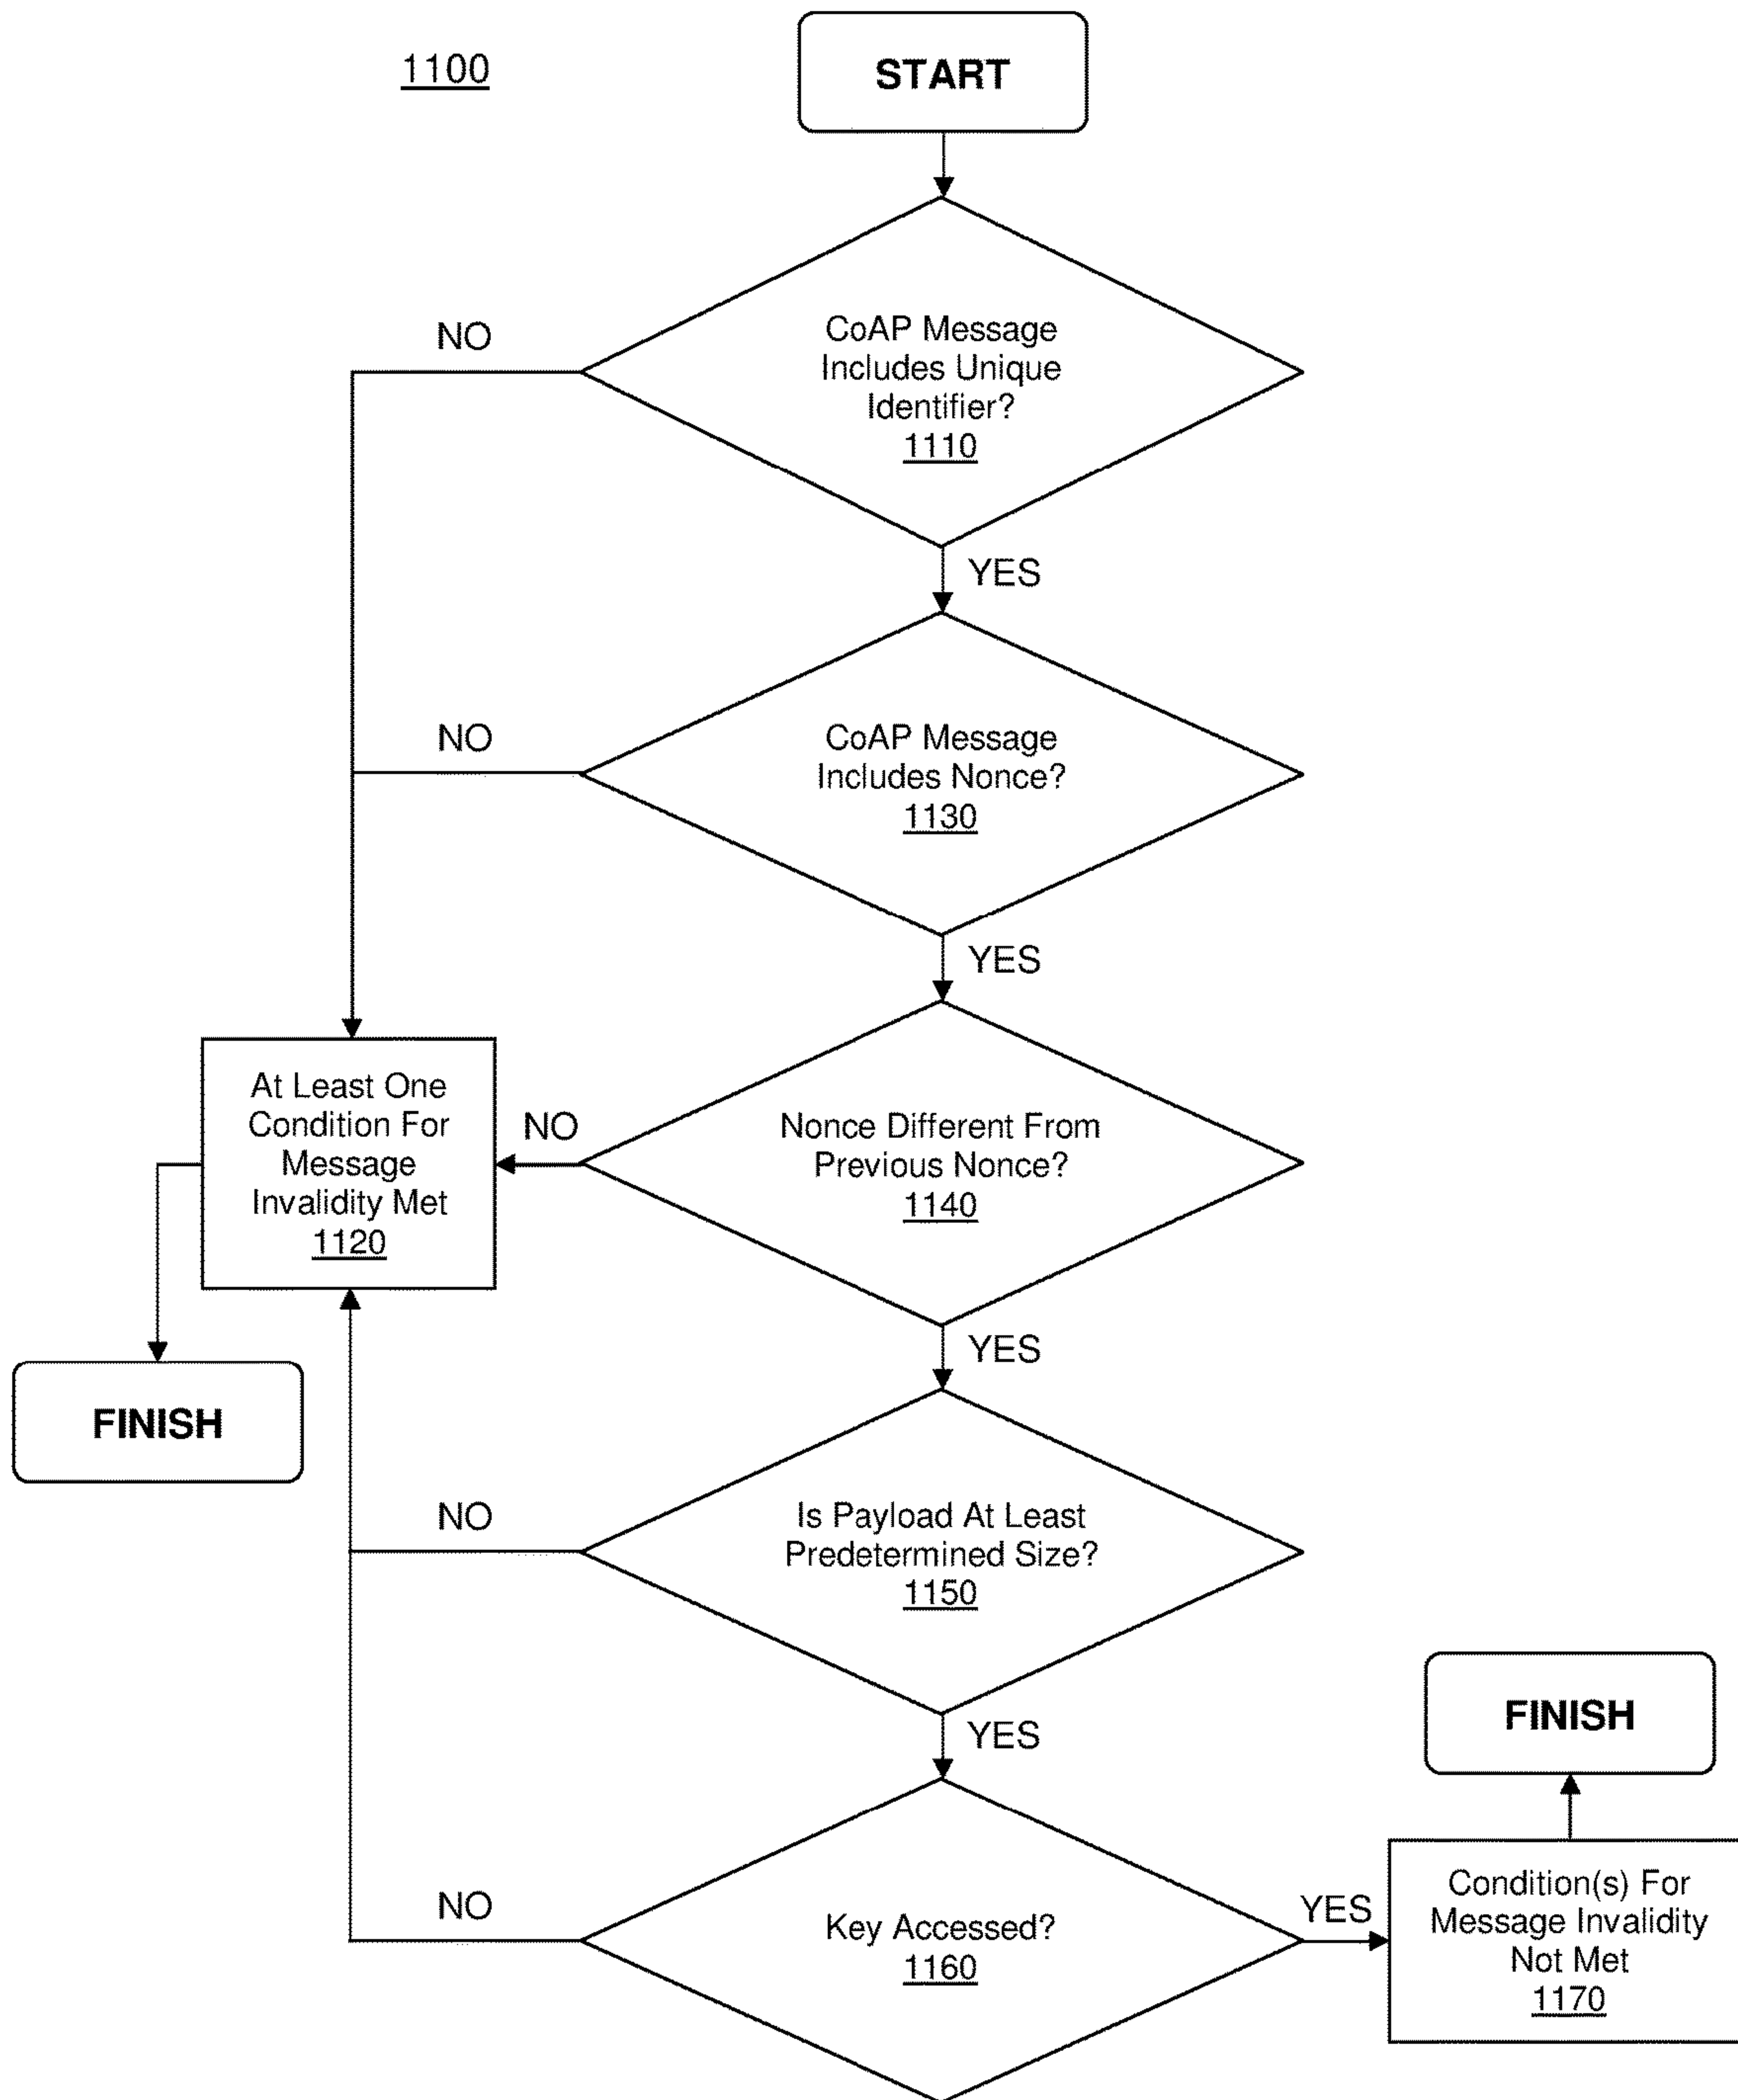 1100
START
CoAP Message
Includes Unique
Identifier?
1110
NO
YES
CoAP Message
Includes Nonce?
1130
NO
YES
Nonce Different From
Previous Nonce?
1140
NO
At Least One
Condition For
Message
Invalidity Met
1120
FINISH
YES
Is Payload At Least
Predetermined Size?
1150
NO
YES
Key Accessed?
1160
NO
YES
Condition(s) For
Message Invalidity
Not Met
1170
FINISH